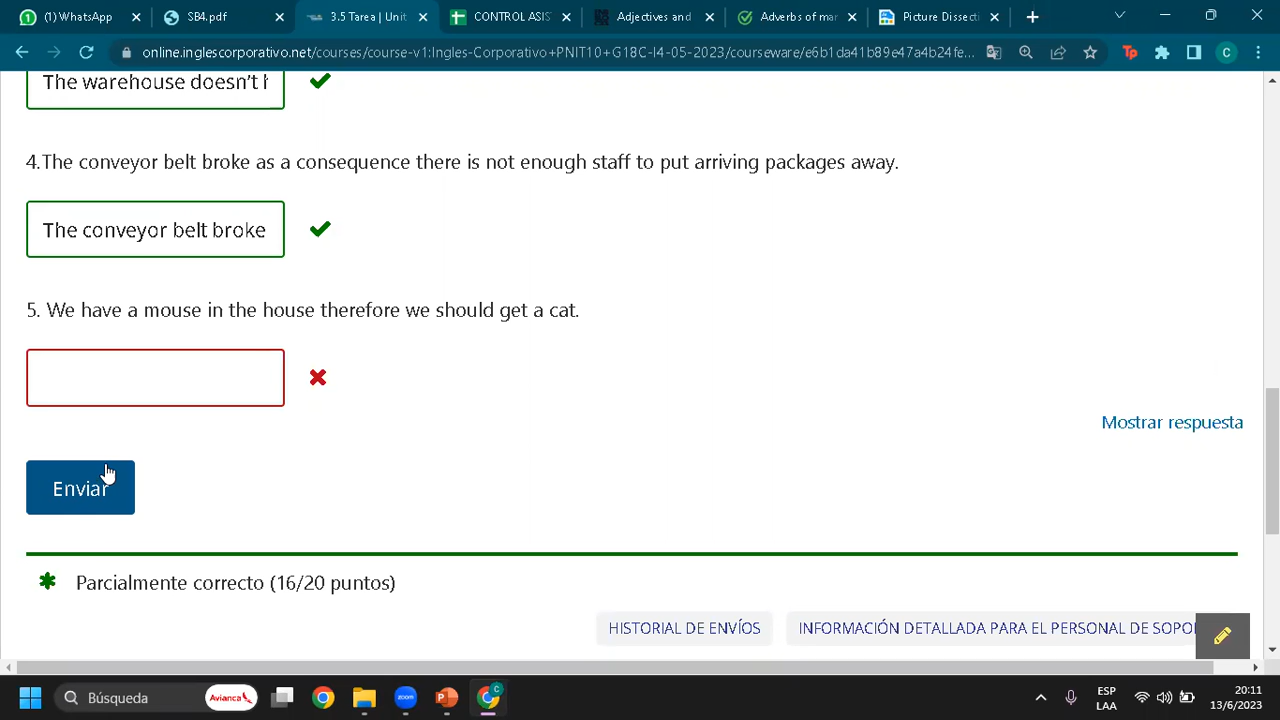 (1) WhatsApp
SB4.pdf
3.5 Tarea | Unit
CONTROL ASIS
Adjectives and
Adverbs of mar
Picture Dissecti
online.inglescorporativo.net/courses/course-v1:Ingles-Corporativo+PNIT10+G18C-I4-05-2023/courseware/e6b1da41b89e47a4b24fe...
C
The warehouse doesn't h
4.The conveyor belt broke as a consequence there is not enough staff to put arriving packages away.
The conveyor belt broke
5. We have a mouse in the house therefore we should get a cat.
Mostrar respuesta
Enviar
Parcialmente correcto (16/20 puntos)
HISTORIAL DE ENVÍOS
INFORMACIÓN DETALLADA PARA EL PERSONAL DE SOPO
Búsqueda
Avianca
ESP
LAA
20:11
13/6/2023